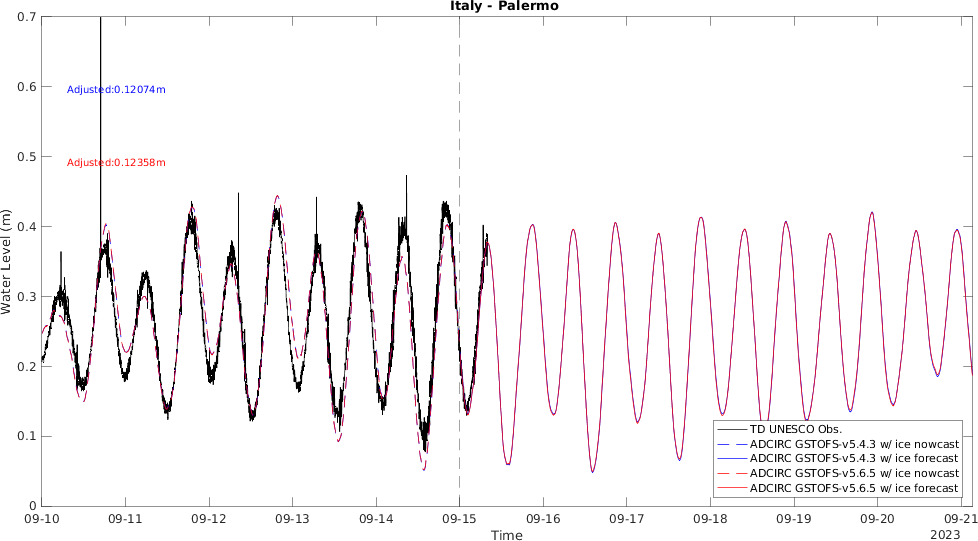 Italy - Palermo
0.7
0.6
0.5
0.4
0.3
0.2
0.1
0
Water Level (m)
Adjusted:0.12074m
Adjusted:0.12358m
TD UNESCO Obs.
ADCIRC GSTOFS-v5.4.3 w/ ice nowcast
ADCIRC GSTOFS-v5.4.3 w/ ice forecast
ADCIRC GSTOFS-v5.6.5 w/ ice nowcast
ADCIRC GSTOFS-v5.6.5 w/ ice forecast
09-10 09-11 09-12 09-13 09-14 09-15 09-16 09-17 09-18 09-19 09-20 09-21
Time
2023